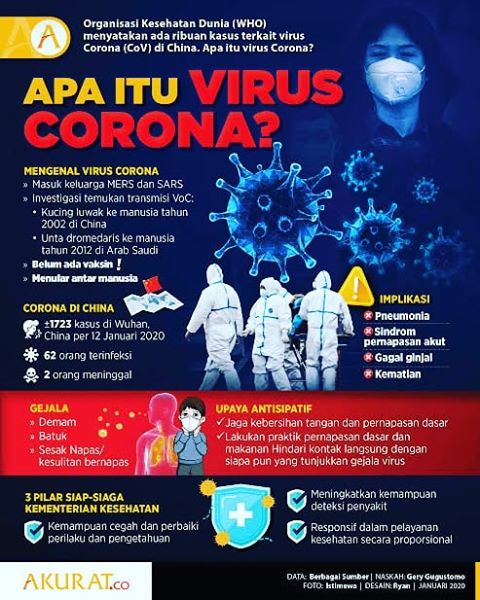 A
Organisasi Kesehatan Dunia (WHO)
menyatakan ada ribuan kasus terkait virus
Corona (CoV) di China. Apa itu virus Corona?
APA ITU VIRUS
CORONA?
MENGENAL VIRUS CORONA
» Masuk keluarga MERS dan SARS
» Investigasi temukan transmisi VoC:
• Kucing luwak ke manusia tahun
2002 di China
• Unta dromedaris ke manusia
tahun 2012 di Arab Saudi
» Belum ada vaksin !
» Menular antar manusia
CORONA DI CHINA
±1723 kasus di Wuhan,
China per 12 Januari 2020
62 orang terinfeksi
2 orang meninggal
!
IMPLIKASI
Pneumonia
Sindrom
pernapasan akut
Gagal ginjal
Kematian
GEJALA
» Demam
» Batuk
» Sesak Napas/
kesulitan bernapas
UPAYA ANTISIPATIF
✓Jaga kebersihan tangan dan pernapasan dasar
✓Lakukan praktik pernapasan dasar dan
makanan Hindari kontak langsung dengan
siapa pun yang tunjukkan gejala virus
3 PILAR SIAP-SIAGA
KEMENTERIAN KESEHATAN
Kemampuan cegah dan perbaiki
perilaku dan pengetahuan
Meningkatkan kemampuan
deteksi penyakit
Responsif dalam pelayanan
kesehatan secara proporsional
AKURAT.co
DATA: Berbagai Sumber | NASKAH: Gery Gugustomo
FOTO: Istimewa | DESAIN: Ryan | JANUARI 2020